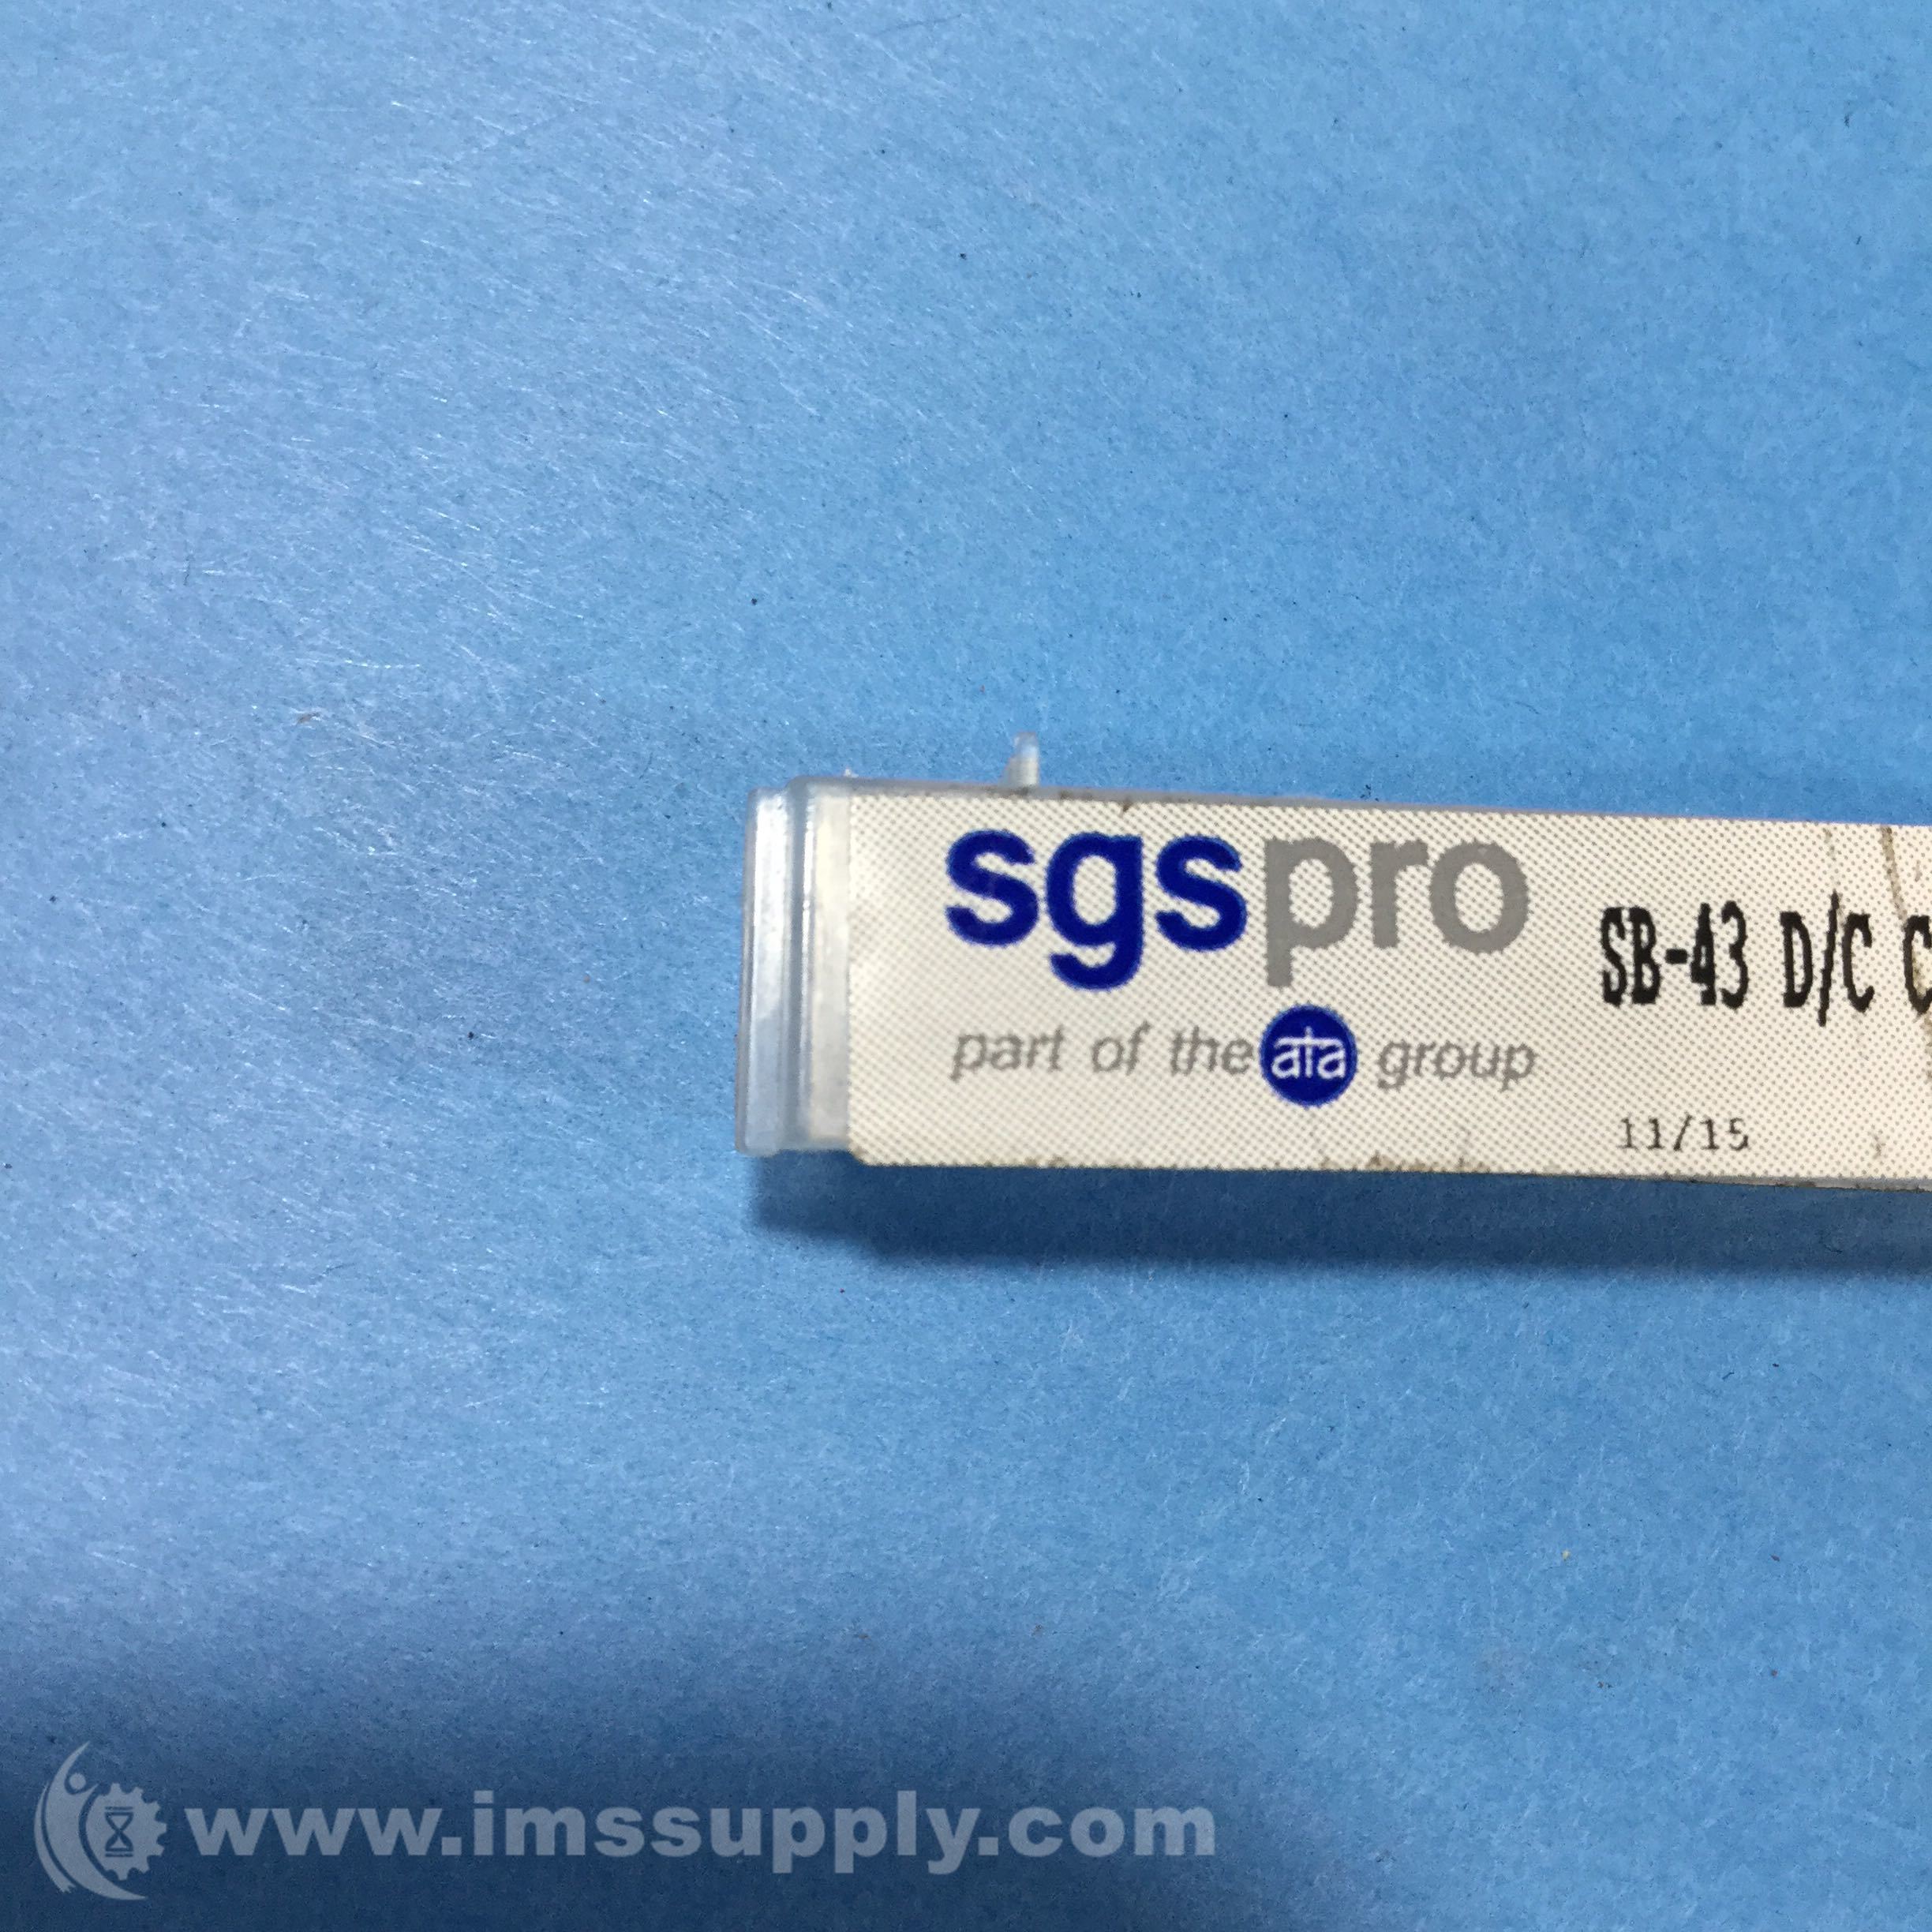 sgspro
SB-43 D/C C
part of the ata group
11/15
www.imssupply.com